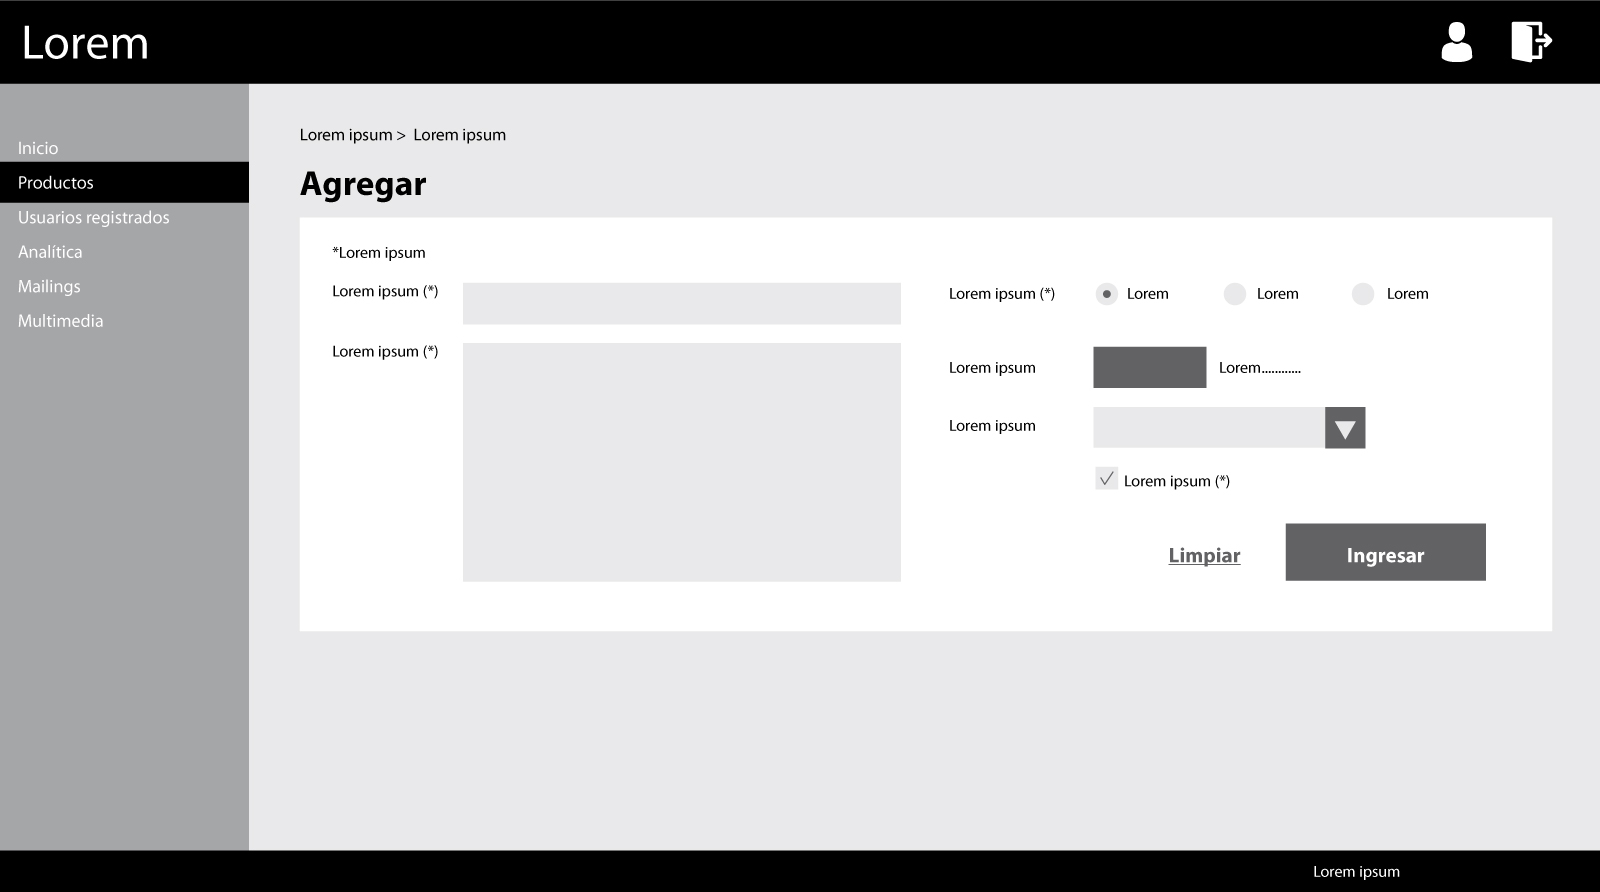 Lorem
Inicio
Productos
Usuarios registrados
Analítica
Mailings
Multimedia
Lorem ipsum > Lorem ipsum
Agregar
*Lorem ipsum
Lorem ipsum (*)
Lorem ipsum (*)
Lorem ipsum (*) Lorem Lorem Lorem
Lorem ipsum Lorem............
Lorem ipsum
Lorem ipsum (*)
Limpiar Ingresar
Lorem ipsum